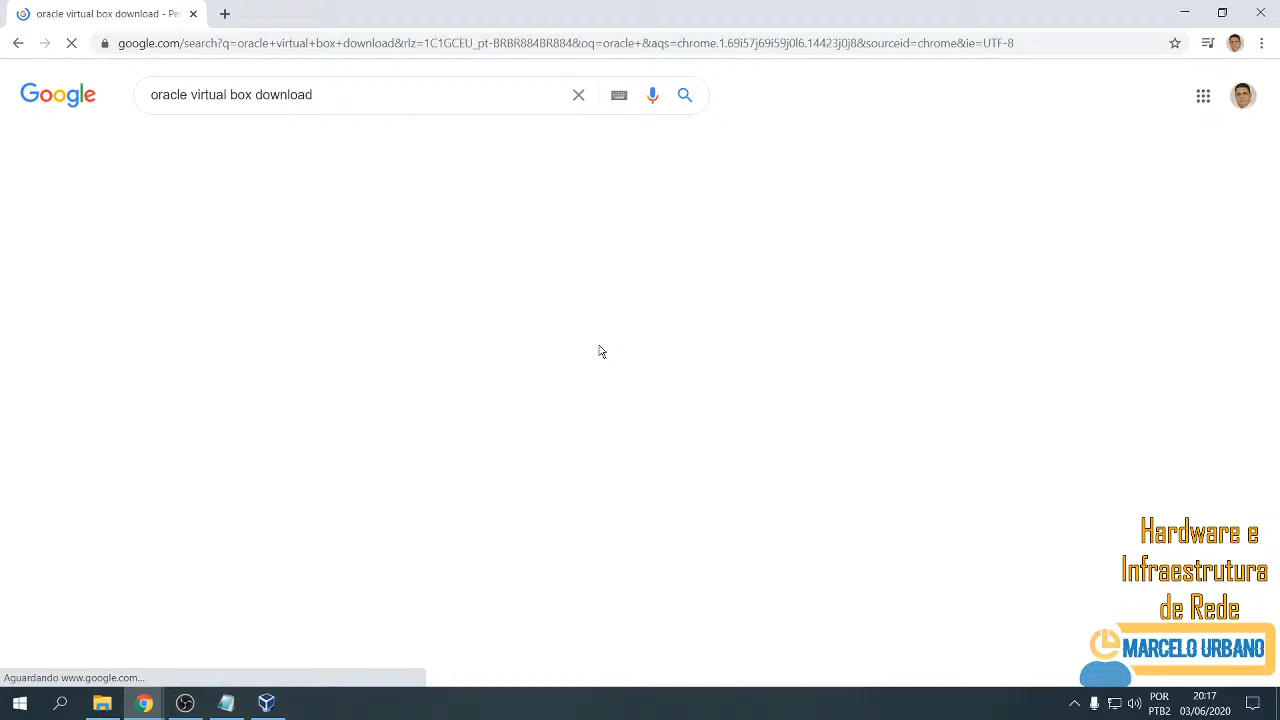 oracle virtual box download - Pe
google.com/search?q=oracle+virtual+box+download&rlz=1C1GCEU_pt-BRBR884BR884&oq=oracle+&aqs=chrome.1.69i57j69i59j0l6.14423j0j8&sourceid=chrome&ie=UTF-8
Google
oracle virtual box download
Hardware e
Infraestrutura
de Rede
MARCELO URBANO
Aguardando www.google.com...
POR
PTB2
20:17
03/06/2020